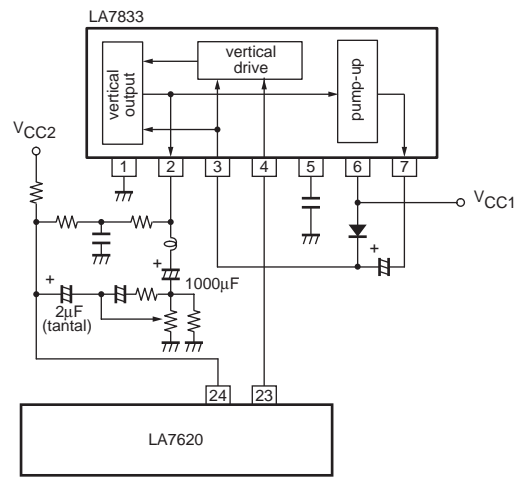 LA7833
vertical
output
vertical
drive
pump-up
VCC2
1
2
3
4
5
6
7
VCC1
+
+
1000µF
+
2µF
(tantal)
24
23
LA7620